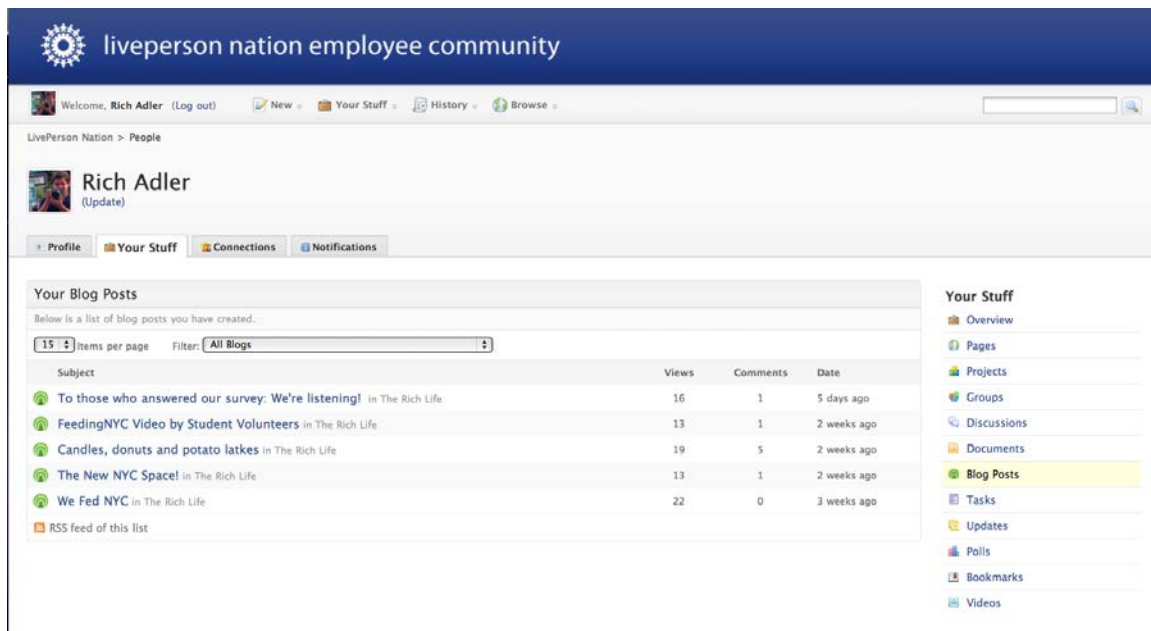 liveperson nation employee community
Welcome, Rich Adler (Log out) New Your Stuff History Browse
LivePerson Nation > People
Rich Adler
(Update)
Profile Your Stuff Connections Notifications
Your Blog Posts
Below is a list of blog posts you have created.
15 Items per page Filter: All Blogs
Subject Views Comments Date
To those who answered our survey: We're listening! in The Rich Life 16 1 5 days ago
FeedingNYC Video by Student Volunteers in The Rich Life 13 1 2 weeks ago
Candles, donuts and potato latkes in The Rich Life 19 5 2 weeks ago
The New NYC Space! in The Rich Life 13 1 2 weeks ago
We Fed NYC in The Rich Life 22 0 3 weeks ago
RSS feed of this list
Your Stuff
Overview
Pages
Projects
Groups
Discussions
Documents
Blog Posts
Tasks
Updates
Polls
Bookmarks
Videos